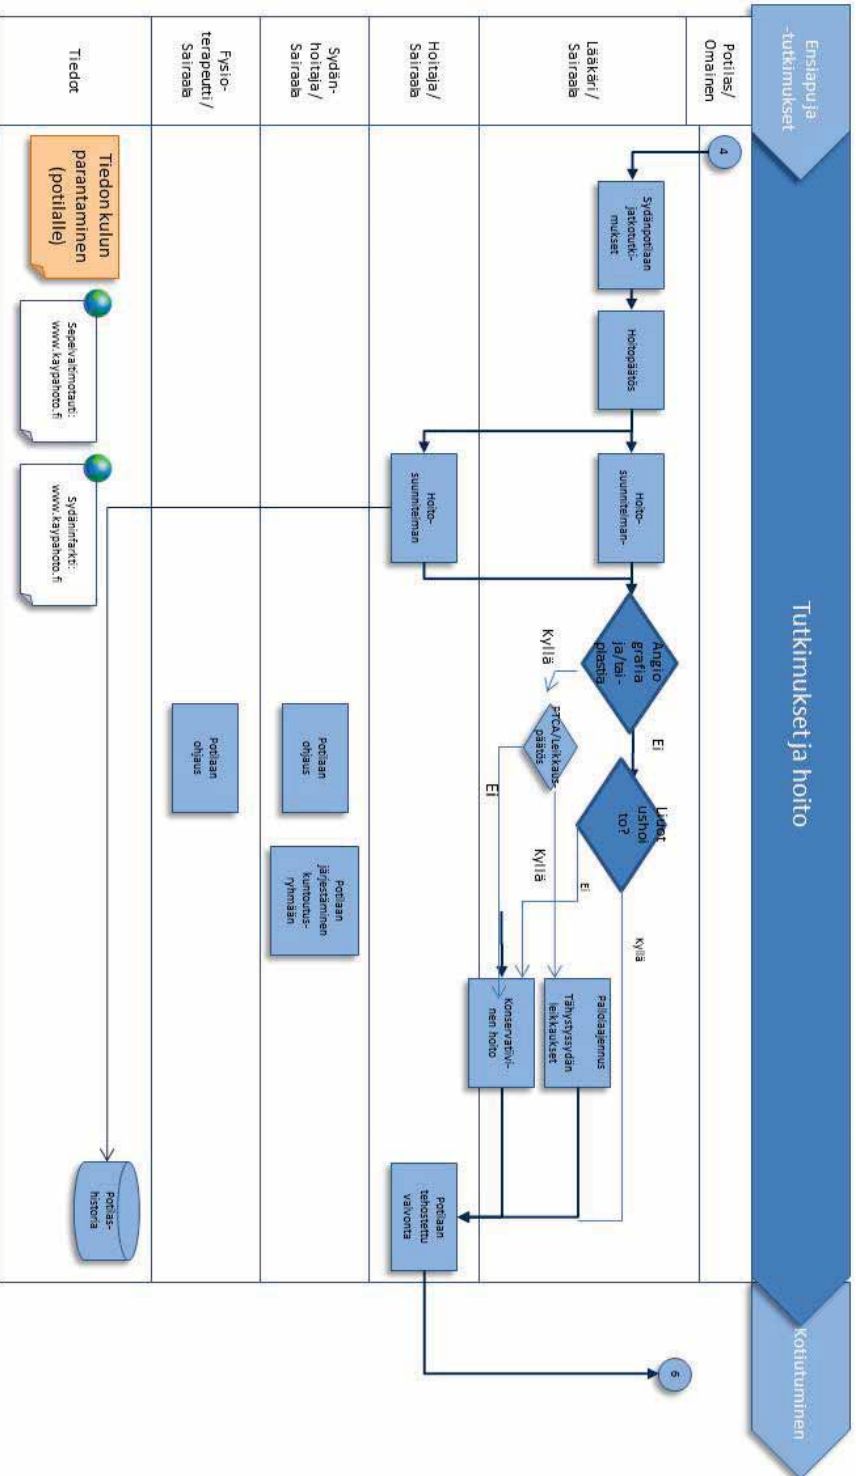 Ensiapu ja
-tutkimukset
Tutkimukset ja hoito
Kotiutuminen
Potilas/
Omainen
4
6
Lääkäri/
Sairaala
Sydänpotilaan
jatkotutki-
mukset
Hoitopäätös
Hoito-
suunnitelman-
Angio
grafia
ja/tai -
plastia
Ei
Kyllä
Liuot
ushoi
to?
Kyllä
Ei
PTCA/Leikkaus-
päätös
Kyllä
Ei
Pallolaajennus
Tähystyssydän
leikkaukset
Konservatiivi-
nen hoito
Hoitaja/
Sairaala
Hoito-
suunnitelman
Potilaan
tehostettu
valvonta
Sydän-
hoitaja/
Sairaala
Potilaan
ohjaus
Potilaan
järjestäminen
kuntoutus-
ryhmään
Fysio-
terapeutti/
Sairaala
Potilaan
ohjaus
Tiedot
Tiedon kulun
parantaminen
(potilalle)
Sepelvaltimotauti:
www.kaypahoto.fi
Sydäninfarkti:
www.kaypahoto.fi
Potilas-
historia